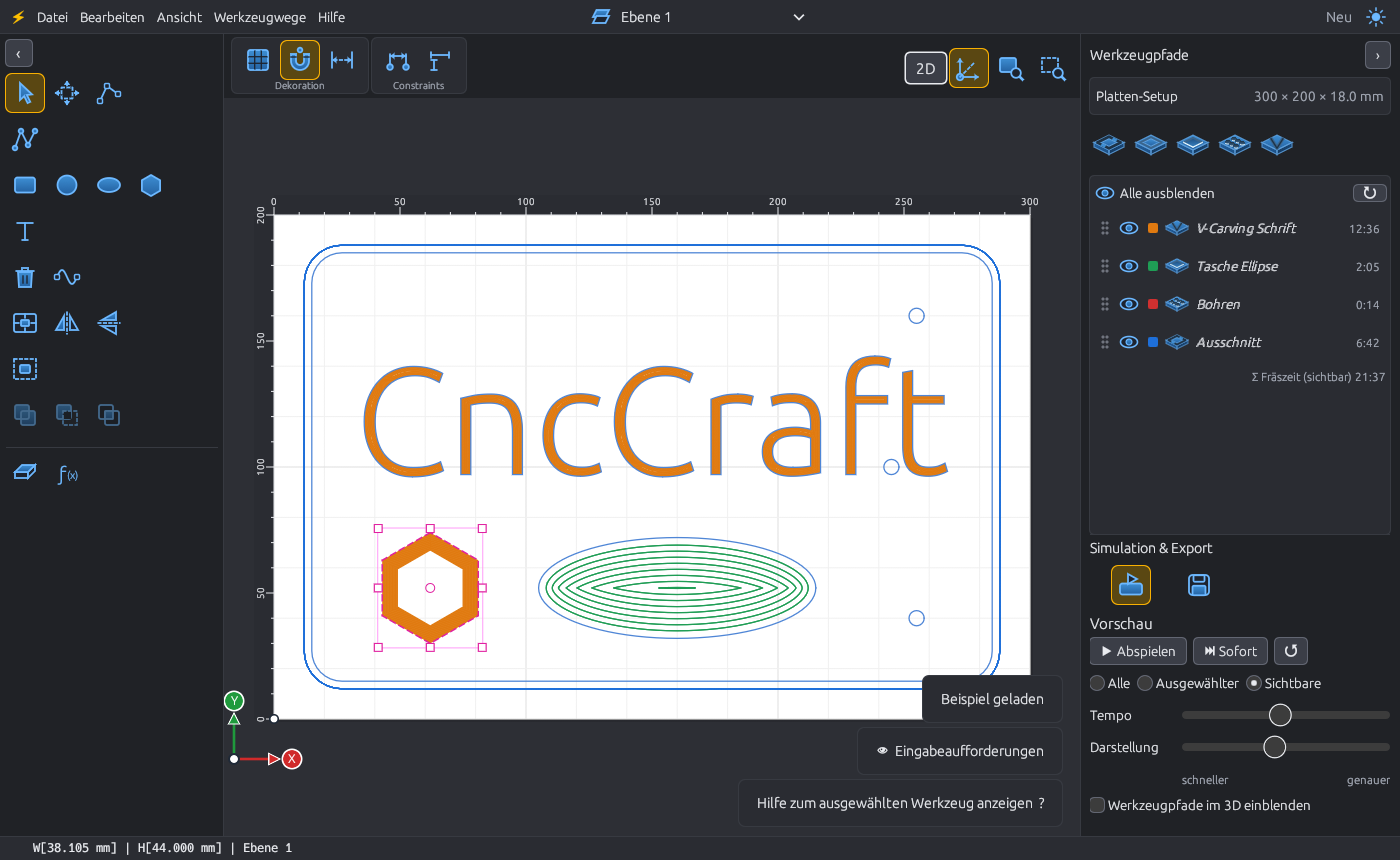 Datei Bearbeiten Ansicht Werkzeugwege Hilfe
Ebene 1
Neu
Dekoration
Constraints
2D
Werkzeugpfade
Platten-Setup 300 × 200 × 18.0 mm
Alle ausblenden
V-Carving Schrift 12:36
Tasche Ellipse 2:05
Bohren 0:14
Ausschnitt 6:42
Σ Fräszeit (sichtbar) 21:37
T
f(x)
0 50 100 150 200 250 300
200
150
100
50
0
CncCraft
Y
X
Beispiel geladen
Eingabeaufforderungen
Hilfe zum ausgewählten Werkzeug anzeigen ?
Simulation & Export
Vorschau
Abspielen Sofort
Alle Ausgewählter Sichtbare
Tempo
Darstellung
schneller genauer
Werkzeugpfade im 3D einblenden
W[38.105 mm] | H[44.000 mm] | Ebene 1